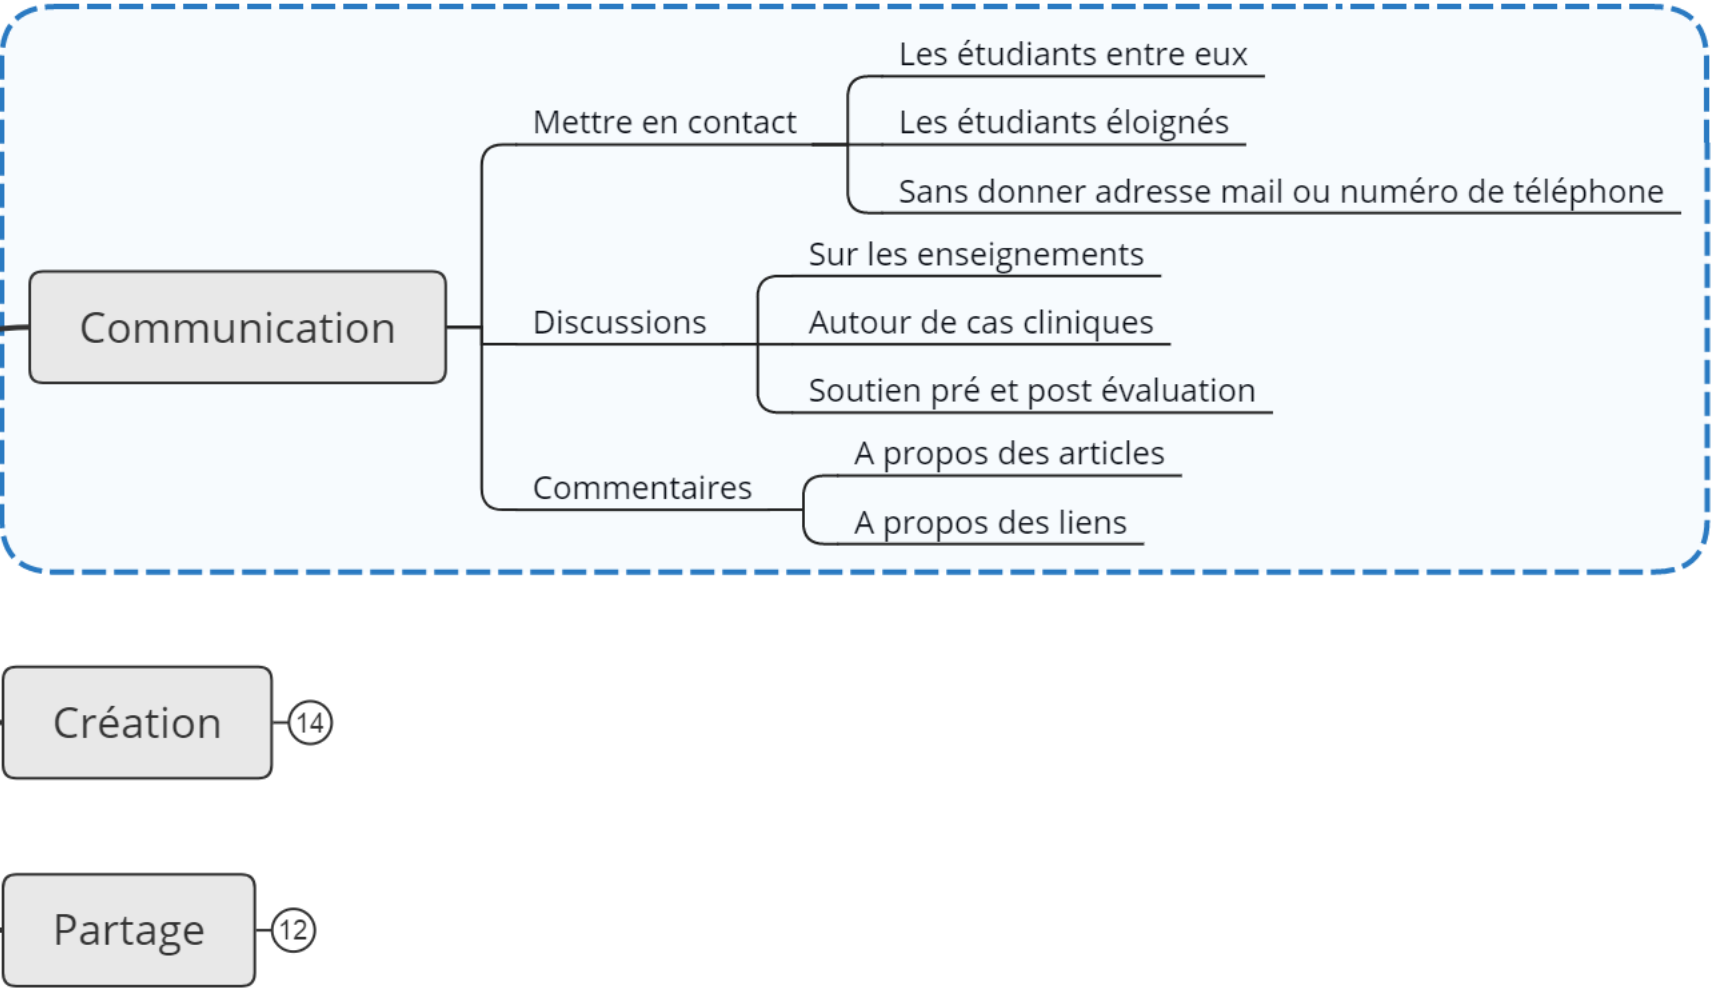 Communication
Mettre en contact
Les étudiants entre eux
Les étudiants éloignés
Sans donner adresse mail ou numéro de téléphone
Discussions
Sur les enseignements
Autour de cas cliniques
Soutien pré et post évaluation
Commentaires
A propos des articles
A propos des liens
Création
14
Partage
12